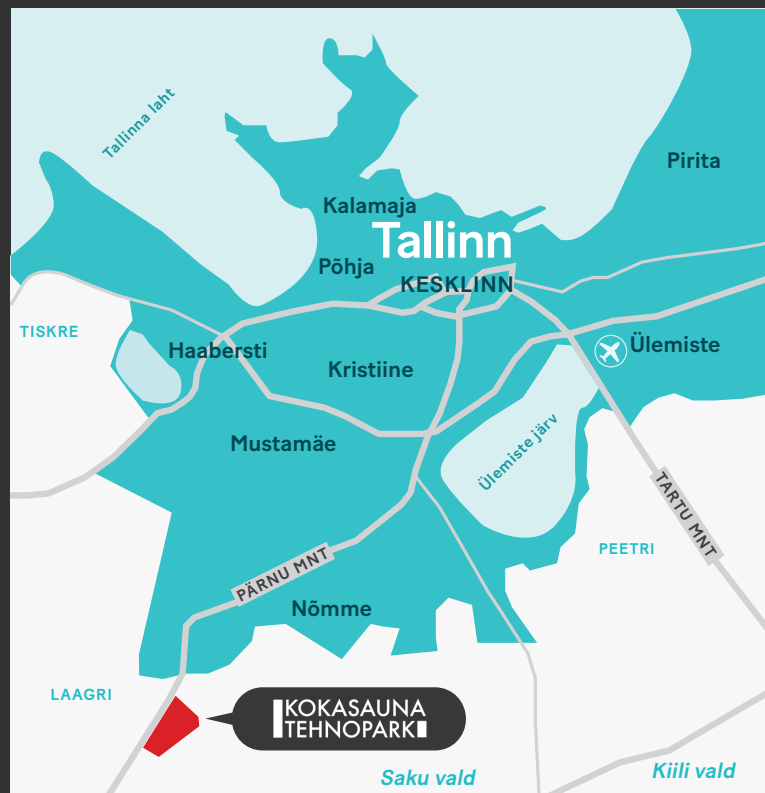 Tallinna laht
Pirita
Kalamaja
Tallinn
Põhja
KESKLINN
TISKRE
Haabersti
Ülemiste
Kristiine
Mustamäe
Ülemiste järv
TARTU MNT
PEETRI
PÄRNU MNT
Nõmme
LAAGRI
KOKASAUNA
TEHNOPARK
Saku vald
Kiili vald